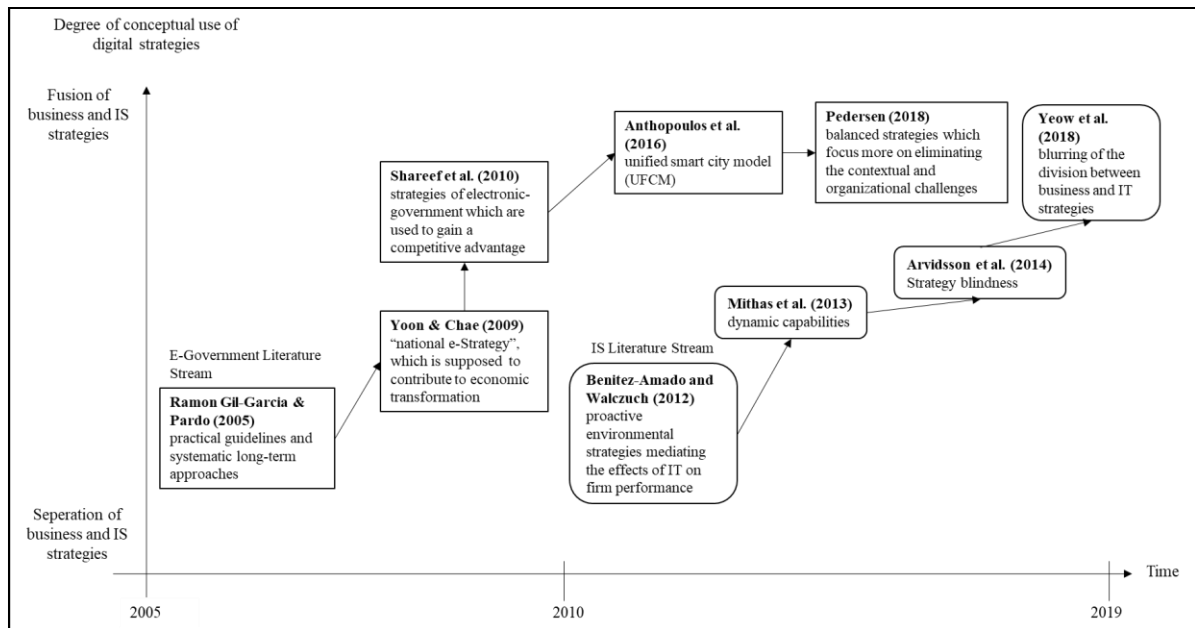 Degree of conceptual use of
digital strategies
Fusion of
business and IS
strategies
Seperation of
business and IS
strategies
E-Government Literature
Stream
Ramon Gil-Garcia &
Pardo (2005)
practical guidelines and
systematic long-term
approaches
Yoon & Chae (2009)
“national e-Strategy”,
which is supposed to
contribute to economic
transformation
Shareef et al. (2010)
strategies of electronic-
government which are
used to gain a
competitive advantage
Anthopoulos et al.
(2016)
unified smart city model
(UFCM)
Pedersen (2018)
balanced strategies which
focus more on eliminating
the contextual and
organizational challenges
IS Literature Stream
Benitez-Amado and
Walczuch (2012)
proactive
environmental
strategies mediating
the effects of IT on
firm performance
Mithas et al. (2013)
dynamic capabilities
Arvidsson et al. (2014)
Strategy blindness
Yeow et al.
(2018)
blurring of the
division between
business and IT
strategies
Time
2005
2010
2019